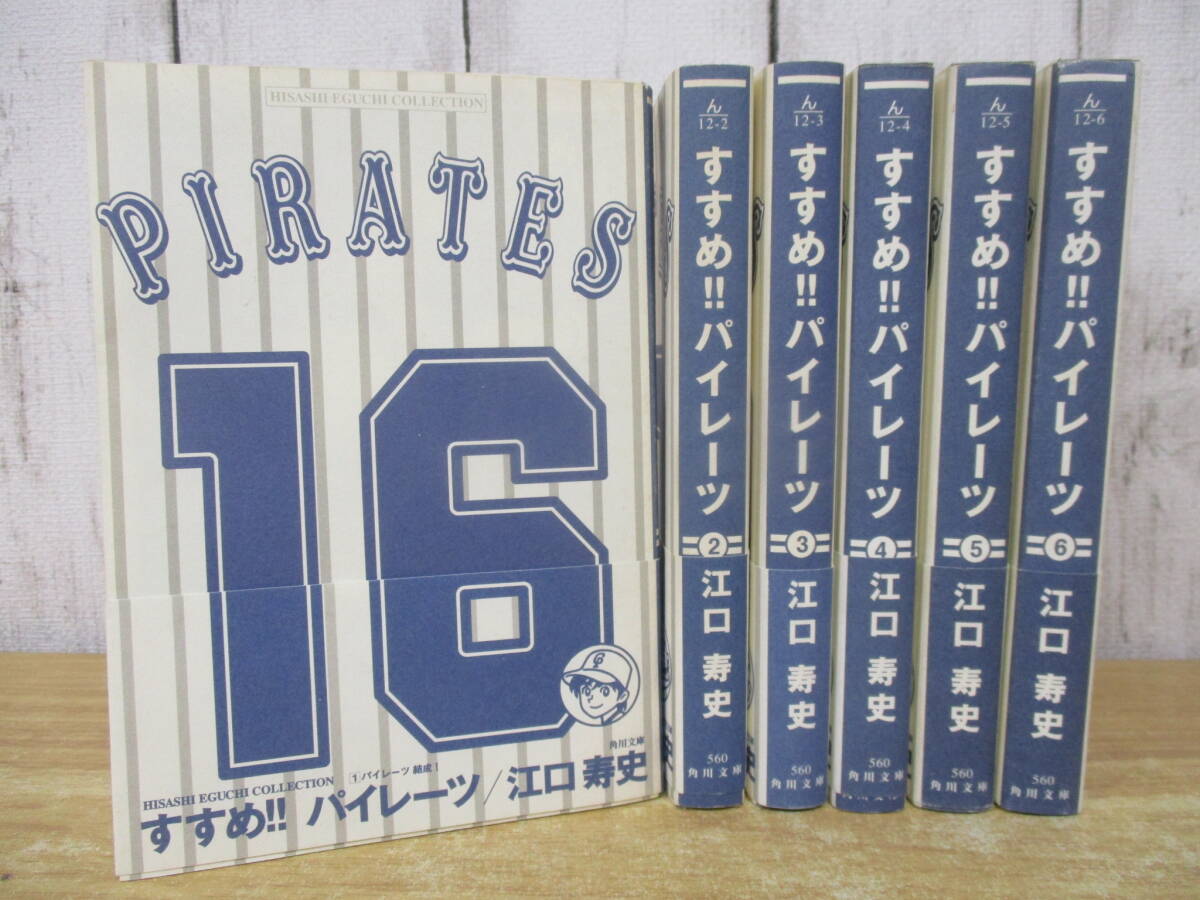 HISASHI EGUCHI COLLECTION
PIRATES
16
角川文庫
HISASHI EGUCHI COLLECTION
1 パイレーツ 結成!
すすめ!! パイレーツ/江口 寿史
ん
12-2
すすめ!!パイレーツ
2
江口 寿史
560
角川文庫
ん
12-3
すすめ!!パイレーツ
3
江口 寿史
560
角川文庫
ん
12-4
すすめ!!パイレーツ
4
江口 寿史
560
角川文庫
ん
12-5
すすめ!!パイレーツ
5
江口 寿史
560
角川文庫
ん
12-6
すすめ!!パイレーツ
6
江口 寿史
560
角川文庫